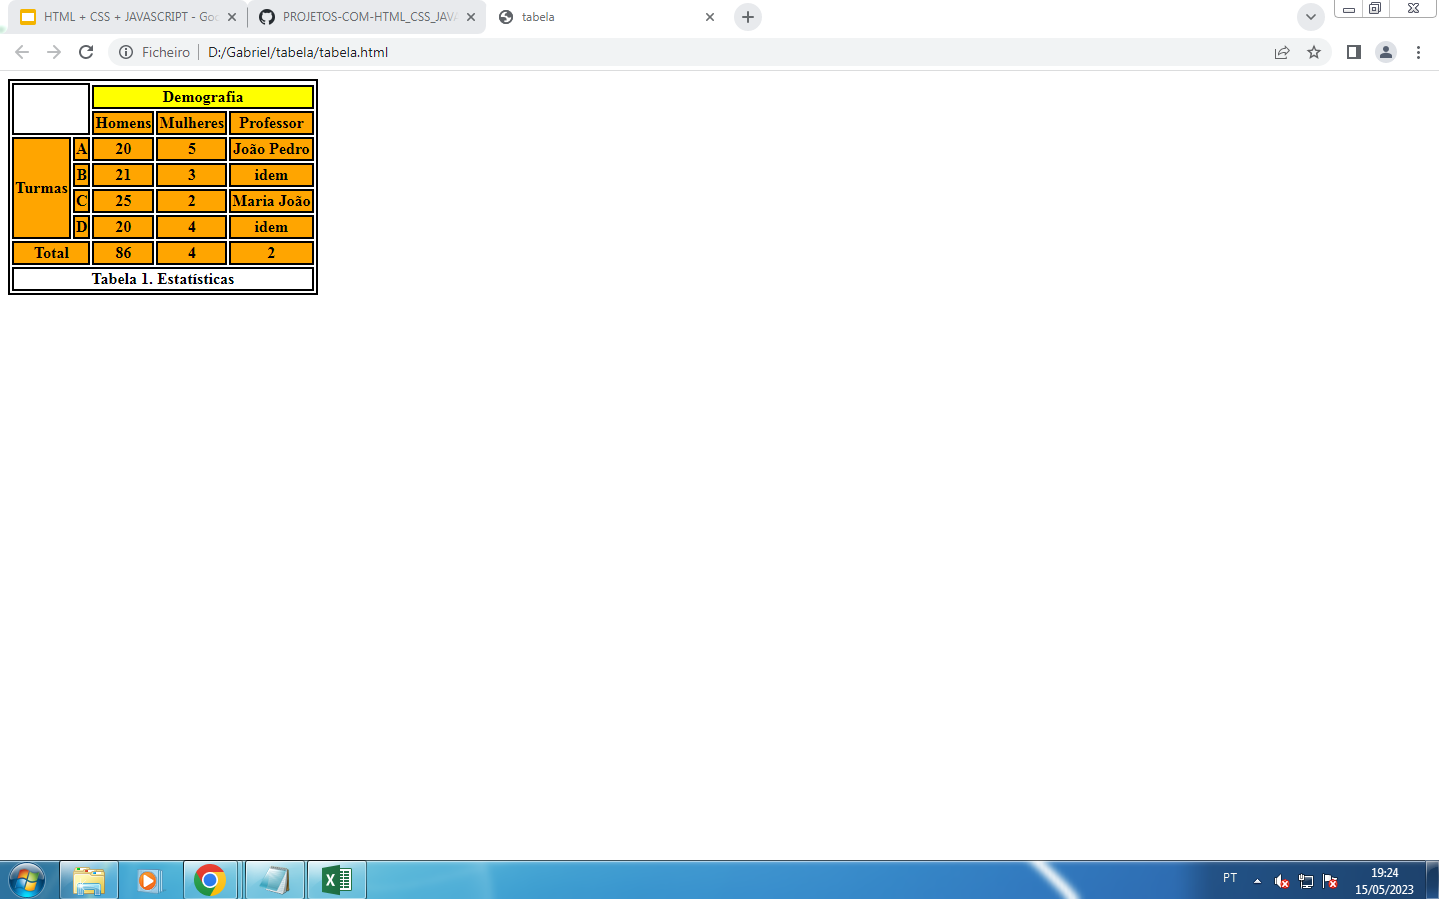 HTML + CSS + JAVASCRIPT - Goo
PROJETOS-COM-HTML_CSS_JAVA
tabela
Ficheiro
D:/Gabriel/tabela/tabela.html
Demografia
Homens Mulheres Professor
A 20 5 João Pedro
B 21 3 idem
Turmas
C 25 2 Maria João
D 20 4 idem
Total 86 4 2
Tabela 1. Estatísticas
PT
19:24
15/05/2023